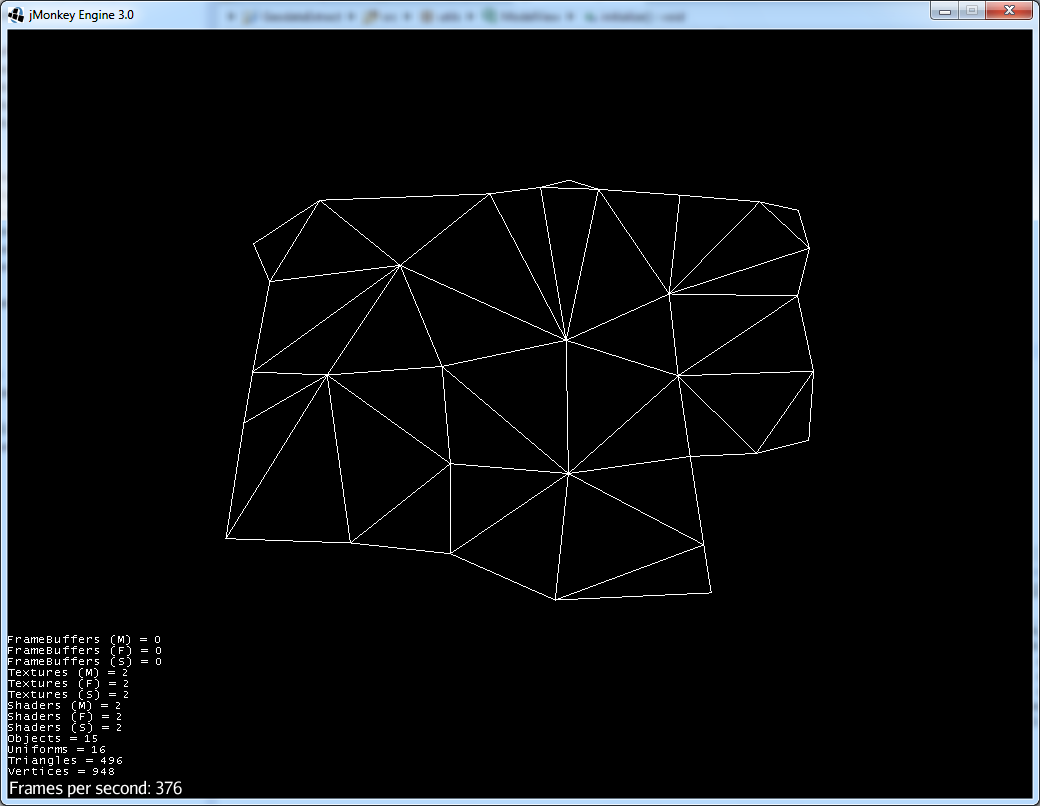 jMonkey Engine 3.0
FrameBuffers (M) = 0
FrameBuffers (F) = 0
FrameBuffers (S) = 0
Textures (M) = 2
Textures (F) = 2
Textures (S) = 2
Shaders (M) = 2
Shaders (F) = 2
Shaders (S) = 2
Objects = 15
Uniforms = 16
Triangles = 496
Vertices = 948
Frames per second: 376